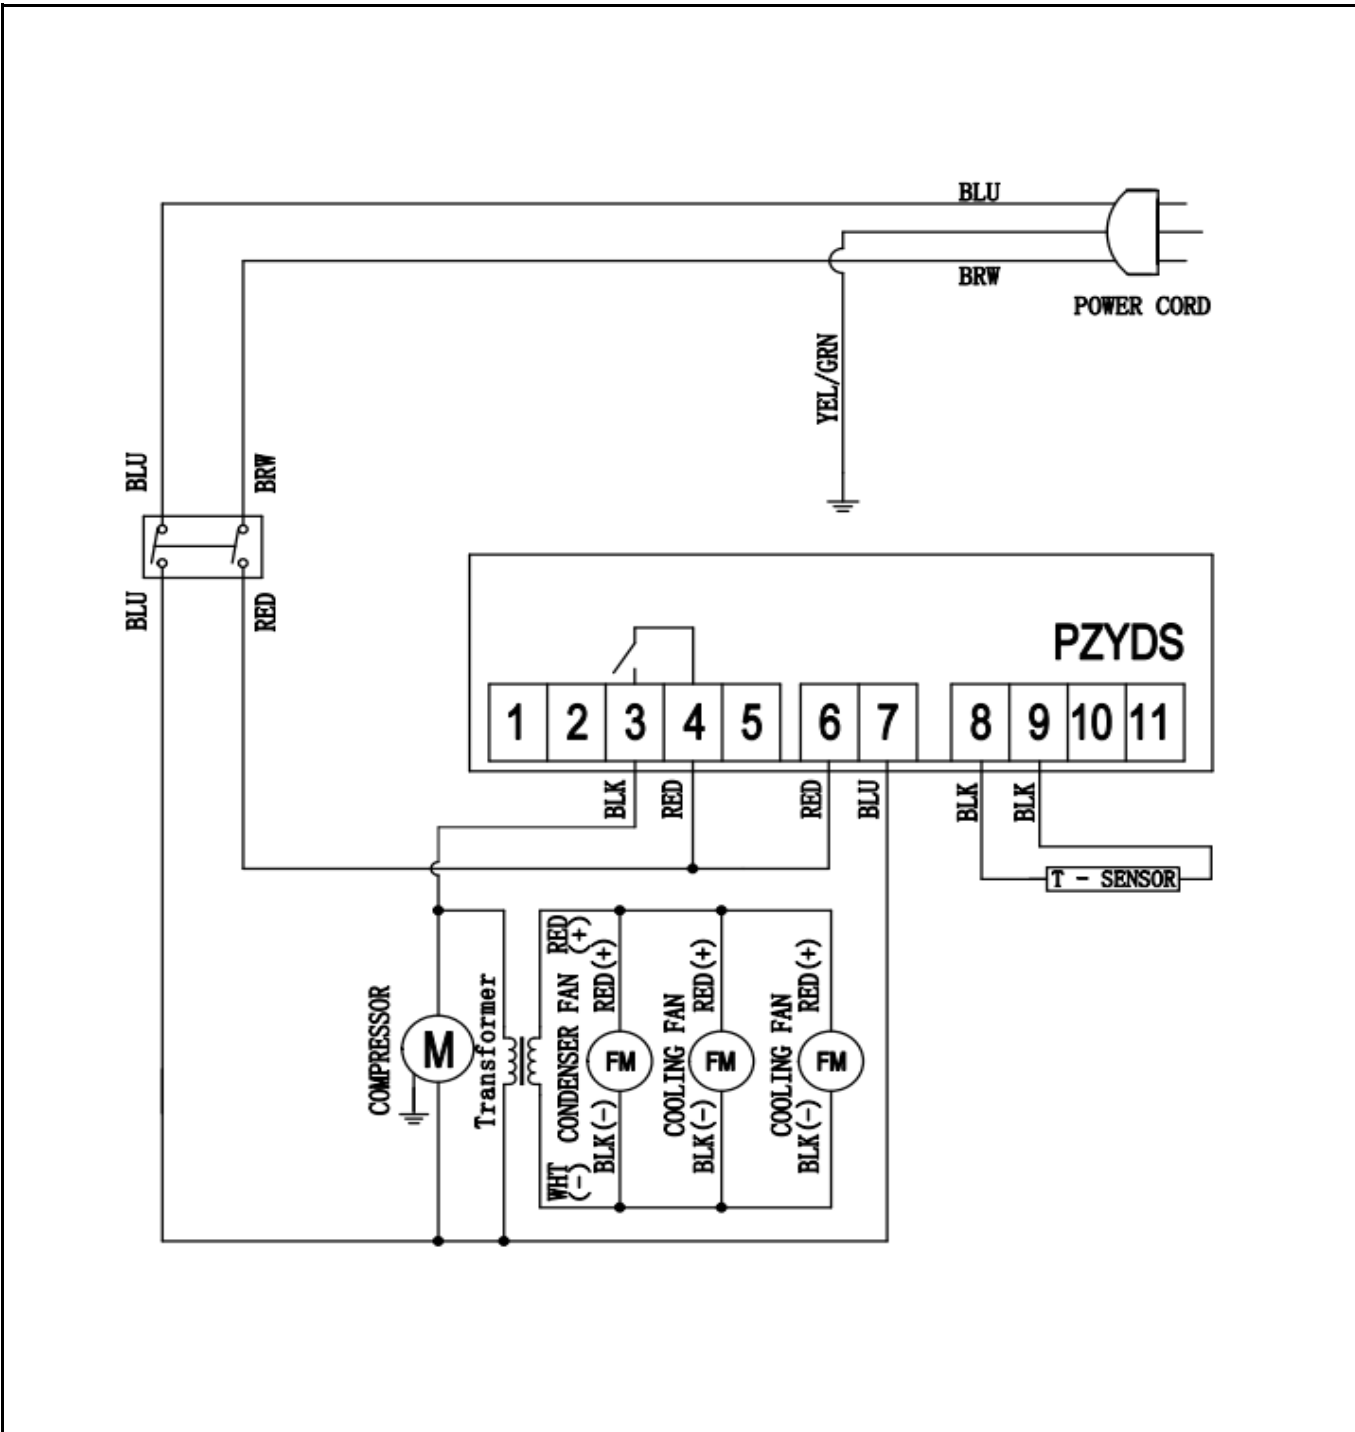 BLU
BRW
POWER CORD
YEL/GRN
BLU
BRW
BLU
RED
PZYDS
1 2 3 4 5 6 7 8 9 10 11
BLK
RED
RED
BLU
BLK
BLK
T - SENSOR
COMPRESSOR
M
Transformer
RED
(+)
WHT
(-)
CONDENSER FAN
RED(+)
FM
BLK(-)
COOLING FAN
RED(+)
FM
BLK(-)
COOLING FAN
RED(+)
FM
BLK(-)